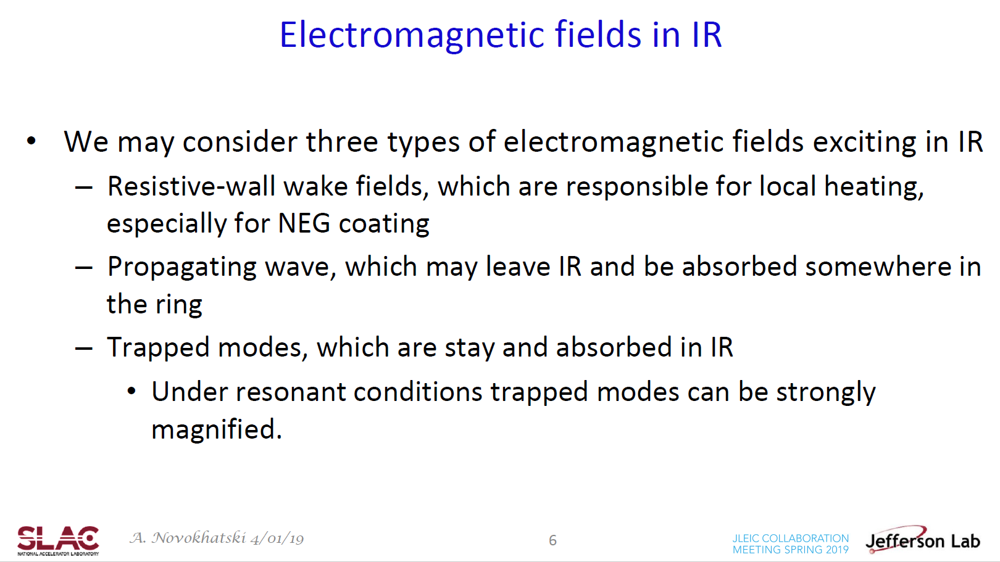 Electromagnetic fields in IR
• We may consider three types of electromagnetic fields exciting in IR
– Resistive-wall wake fields, which are responsible for local heating,
especially for NEG coating
– Propagating wave, which may leave IR and be absorbed somewhere in
the ring
– Trapped modes, which are stay and absorbed in IR
• Under resonant conditions trapped modes can be strongly
magnified.
SLAC
NATIONAL ACCELERATOR LABORATORY
A. Novokhatski 4/01/19
6
JLEIC COLLABORATION
MEETING SPRING 2019
Jefferson Lab